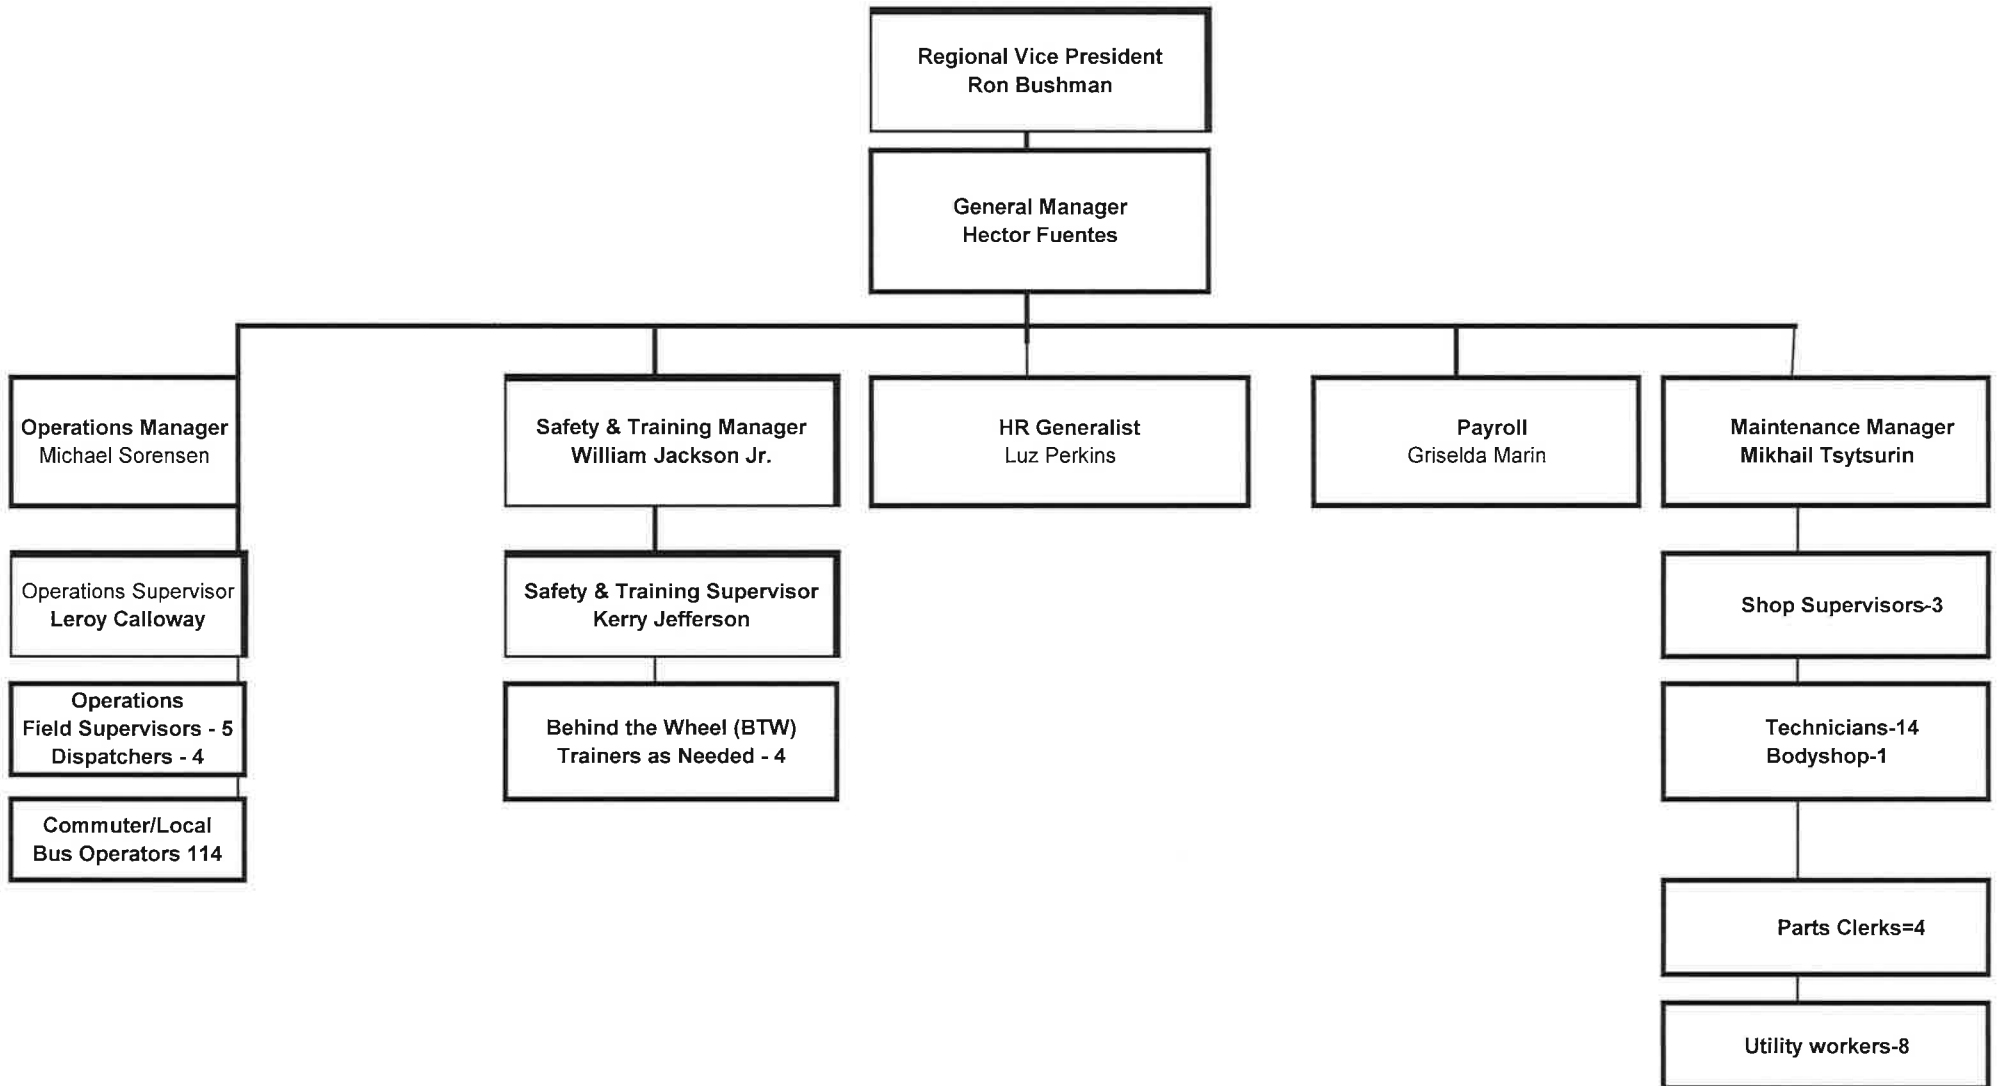 Regional Vice President
Ron Bushman
General Manager
Hector Fuentes
Operations Manager
Michael Sorensen
Safety & Training Manager
William Jackson Jr.
HR Generalist
Luz Perkins
Payroll
Griselda Marin
Maintenance Manager
Mikhail Tsytsurin
Operations Supervisor
Leroy Calloway
Safety & Training Supervisor
Kerry Jefferson
Shop Supervisors-3
Operations
Field Supervisors - 5
Dispatchers - 4
Behind the Wheel (BTW)
Trainers as Needed - 4
Technicians-14
Bodyshop-1
Commuter/Local
Bus Operators 114
Parts Clerks=4
Utility workers-8